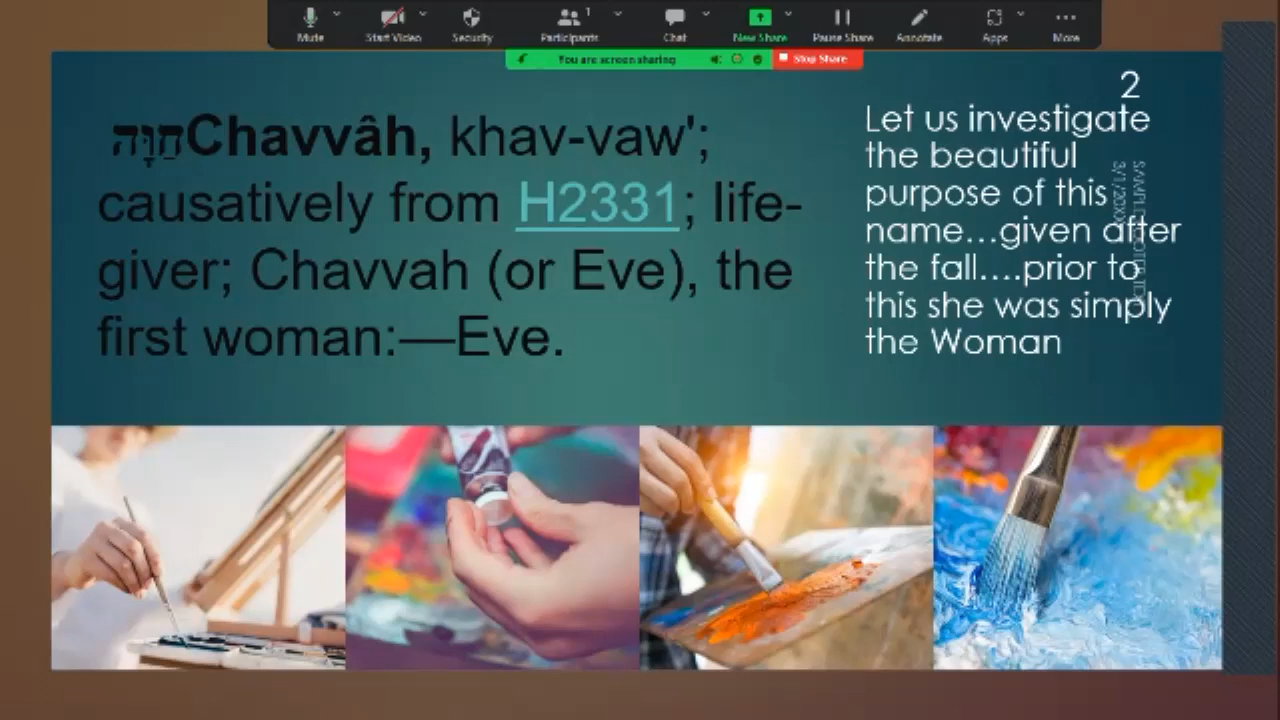 Mute
Start Video
Security
Participants
1
Chat
New Share
Pause Share
Annotate
Apps
More
You are screen sharing
Stop Share
חַוָּהChavvâh, khav-vaw';
causatively from H2331; life-
giver; Chavvah (or Eve), the
first woman:—Eve.
2
Let us investigate
the beautiful
purpose of this
name...given after
the fall....prior to
this she was simply
the Woman